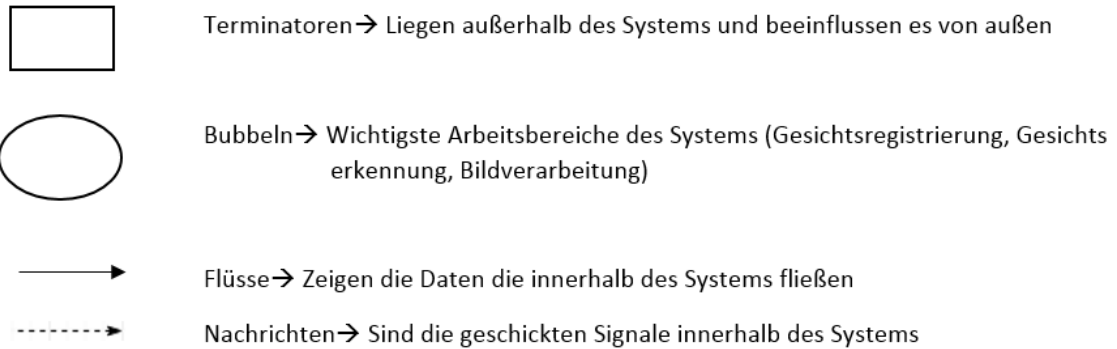 Terminatoren→ Liegen außerhalb des Systems und beeinflussen es von außen
Bubbeln→ Wichtigste Arbeitsbereiche des Systems (Gesichtsregistrierung, Gesichts
erkennung, Bildverarbeitung)
Flüsse→ Zeigen die Daten die innerhalb des Systems fließen
Nachrichten→ Sind die geschickten Signale innerhalb des Systems